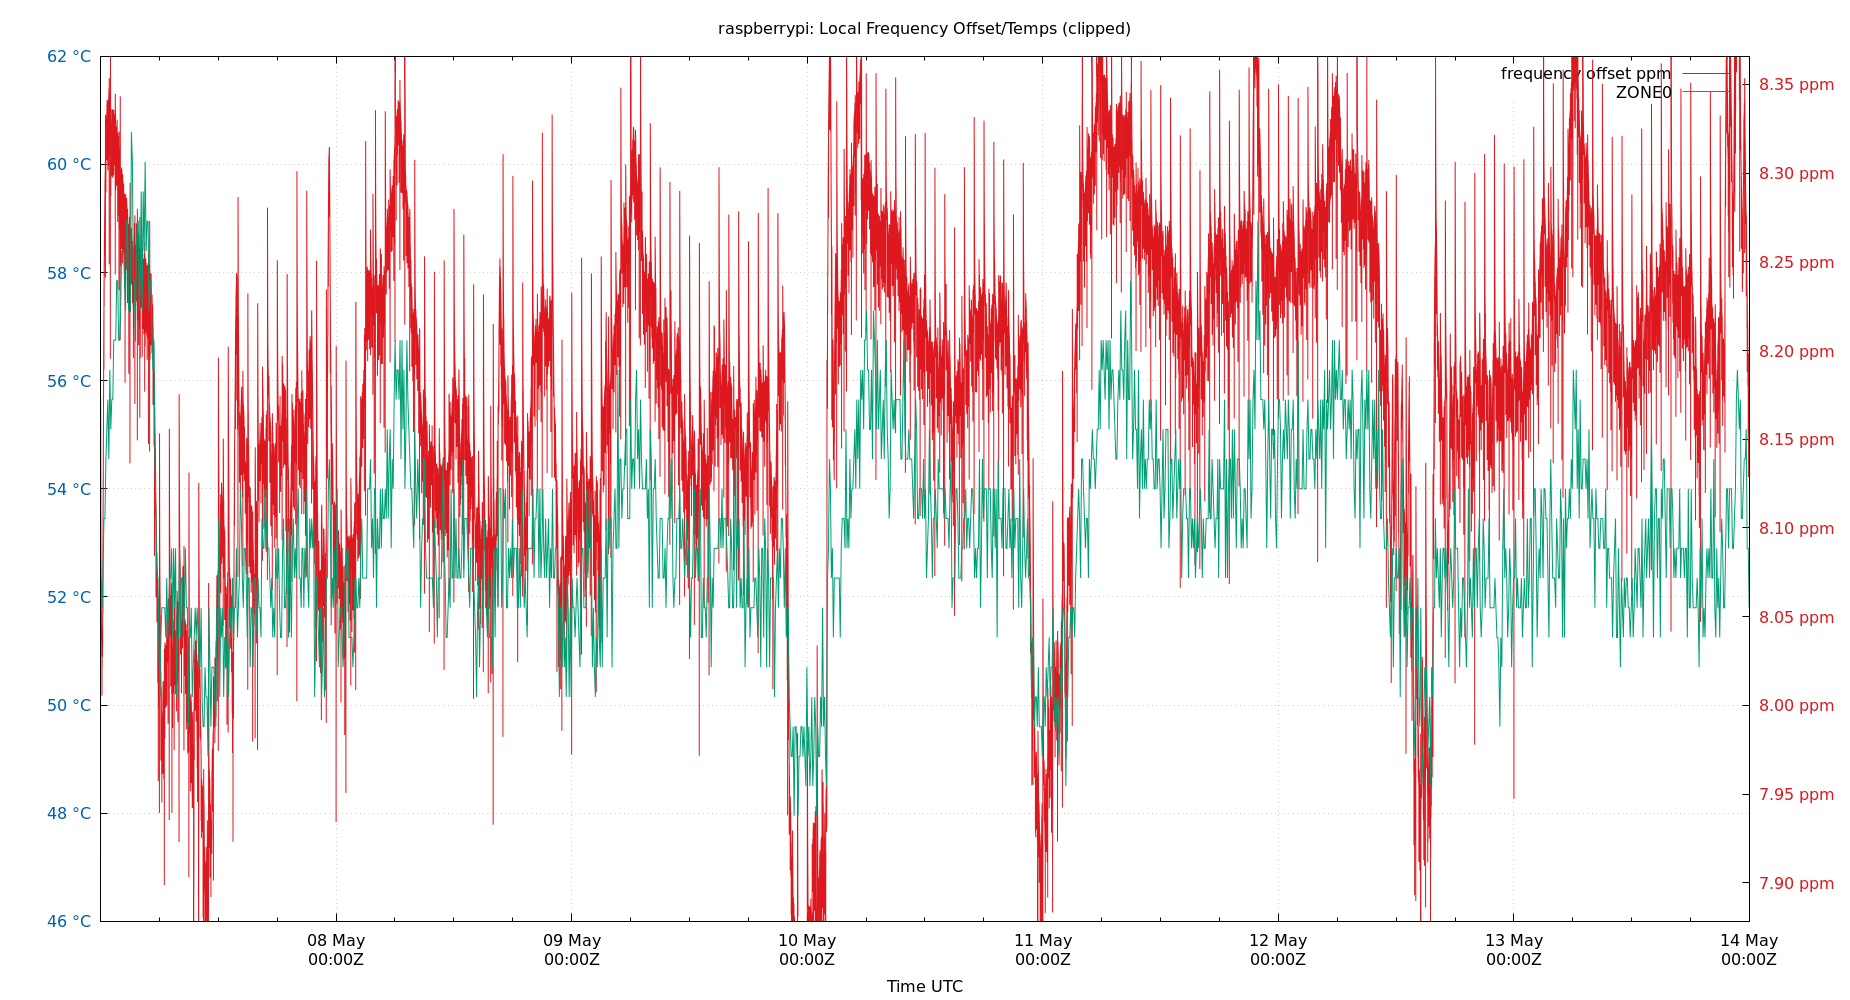 raspberrypi: Local Frequency Offset/Temps (clipped)
frequency offset ppm
ZONE0
62 °C
60 °C
58 °C
56 °C
54 °C
52 °C
50 °C
48 °C
46 °C
8.35 ppm
8.30 ppm
8.25 ppm
8.20 ppm
8.15 ppm
8.10 ppm
8.05 ppm
8.00 ppm
7.95 ppm
7.90 ppm
08 May 09 May 10 May 11 May 12 May 13 May 14 May
00:00Z 00:00Z 00:00Z 00:00Z 00:00Z 00:00Z 00:00Z
Time UTC